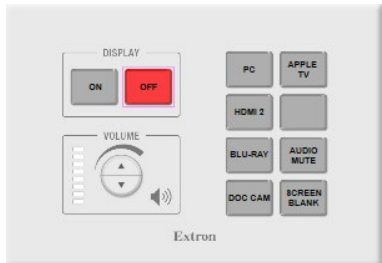 DISPLAY
ON
OFF
VOLUME
PC
APPLE
TV
HDMI 2
BLU-RAY
AUDIO
MUTE
DOC CAM
SCREEN
BLANK
Extron